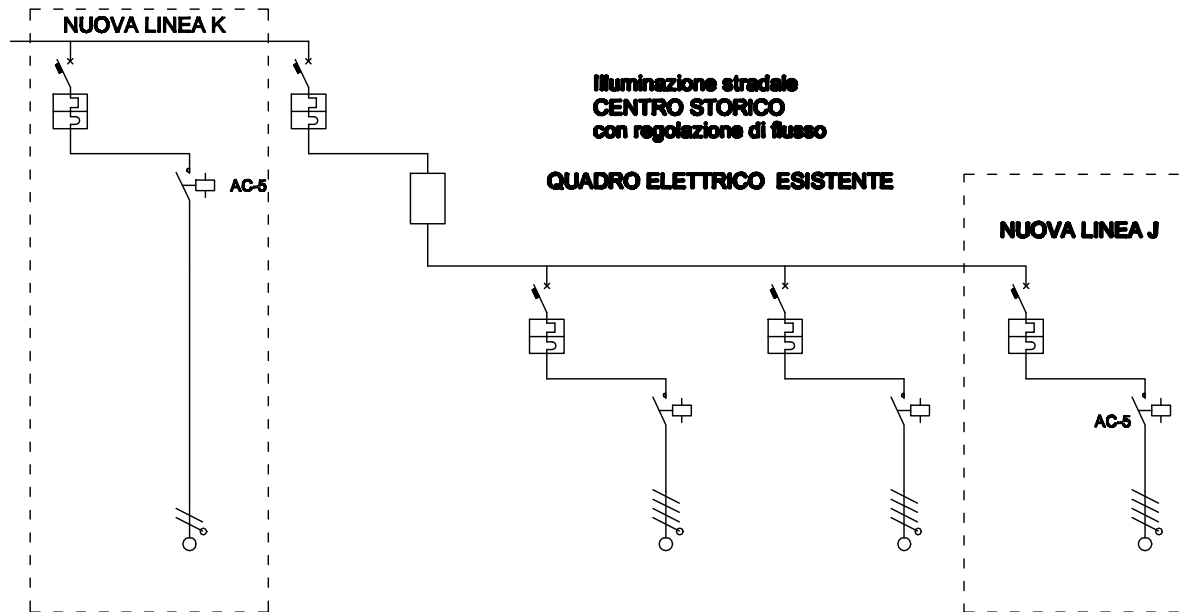 NUOVA LINEA K
Illuminazione stradale
CENTRO STORICO
con regolazione di flusso
QUADRO ELETTRICO ESISTENTE
AC-5
NUOVA LINEA J
AC-5